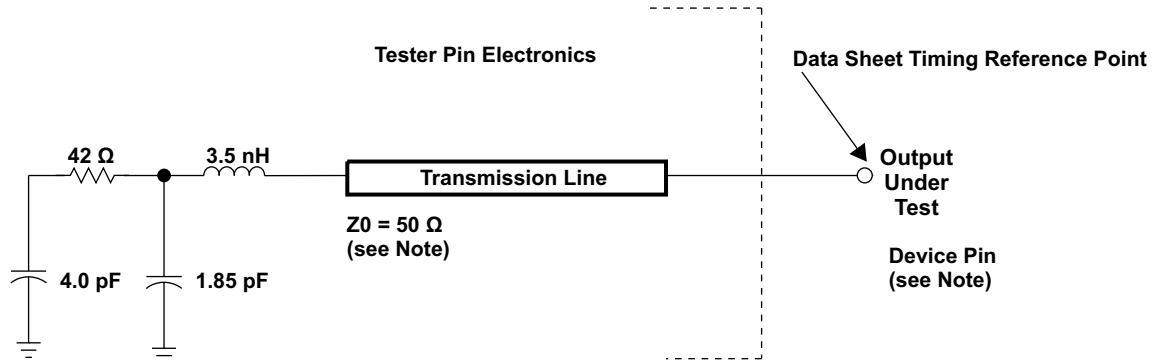 Tester Pin Electronics
Data Sheet Timing Reference Point
42 Ω
3.5 nH
Transmission Line
Output
Under
Test
Z0 = 50 Ω
(see Note)
Device Pin
(see Note)
4.0 pF
1.85 pF